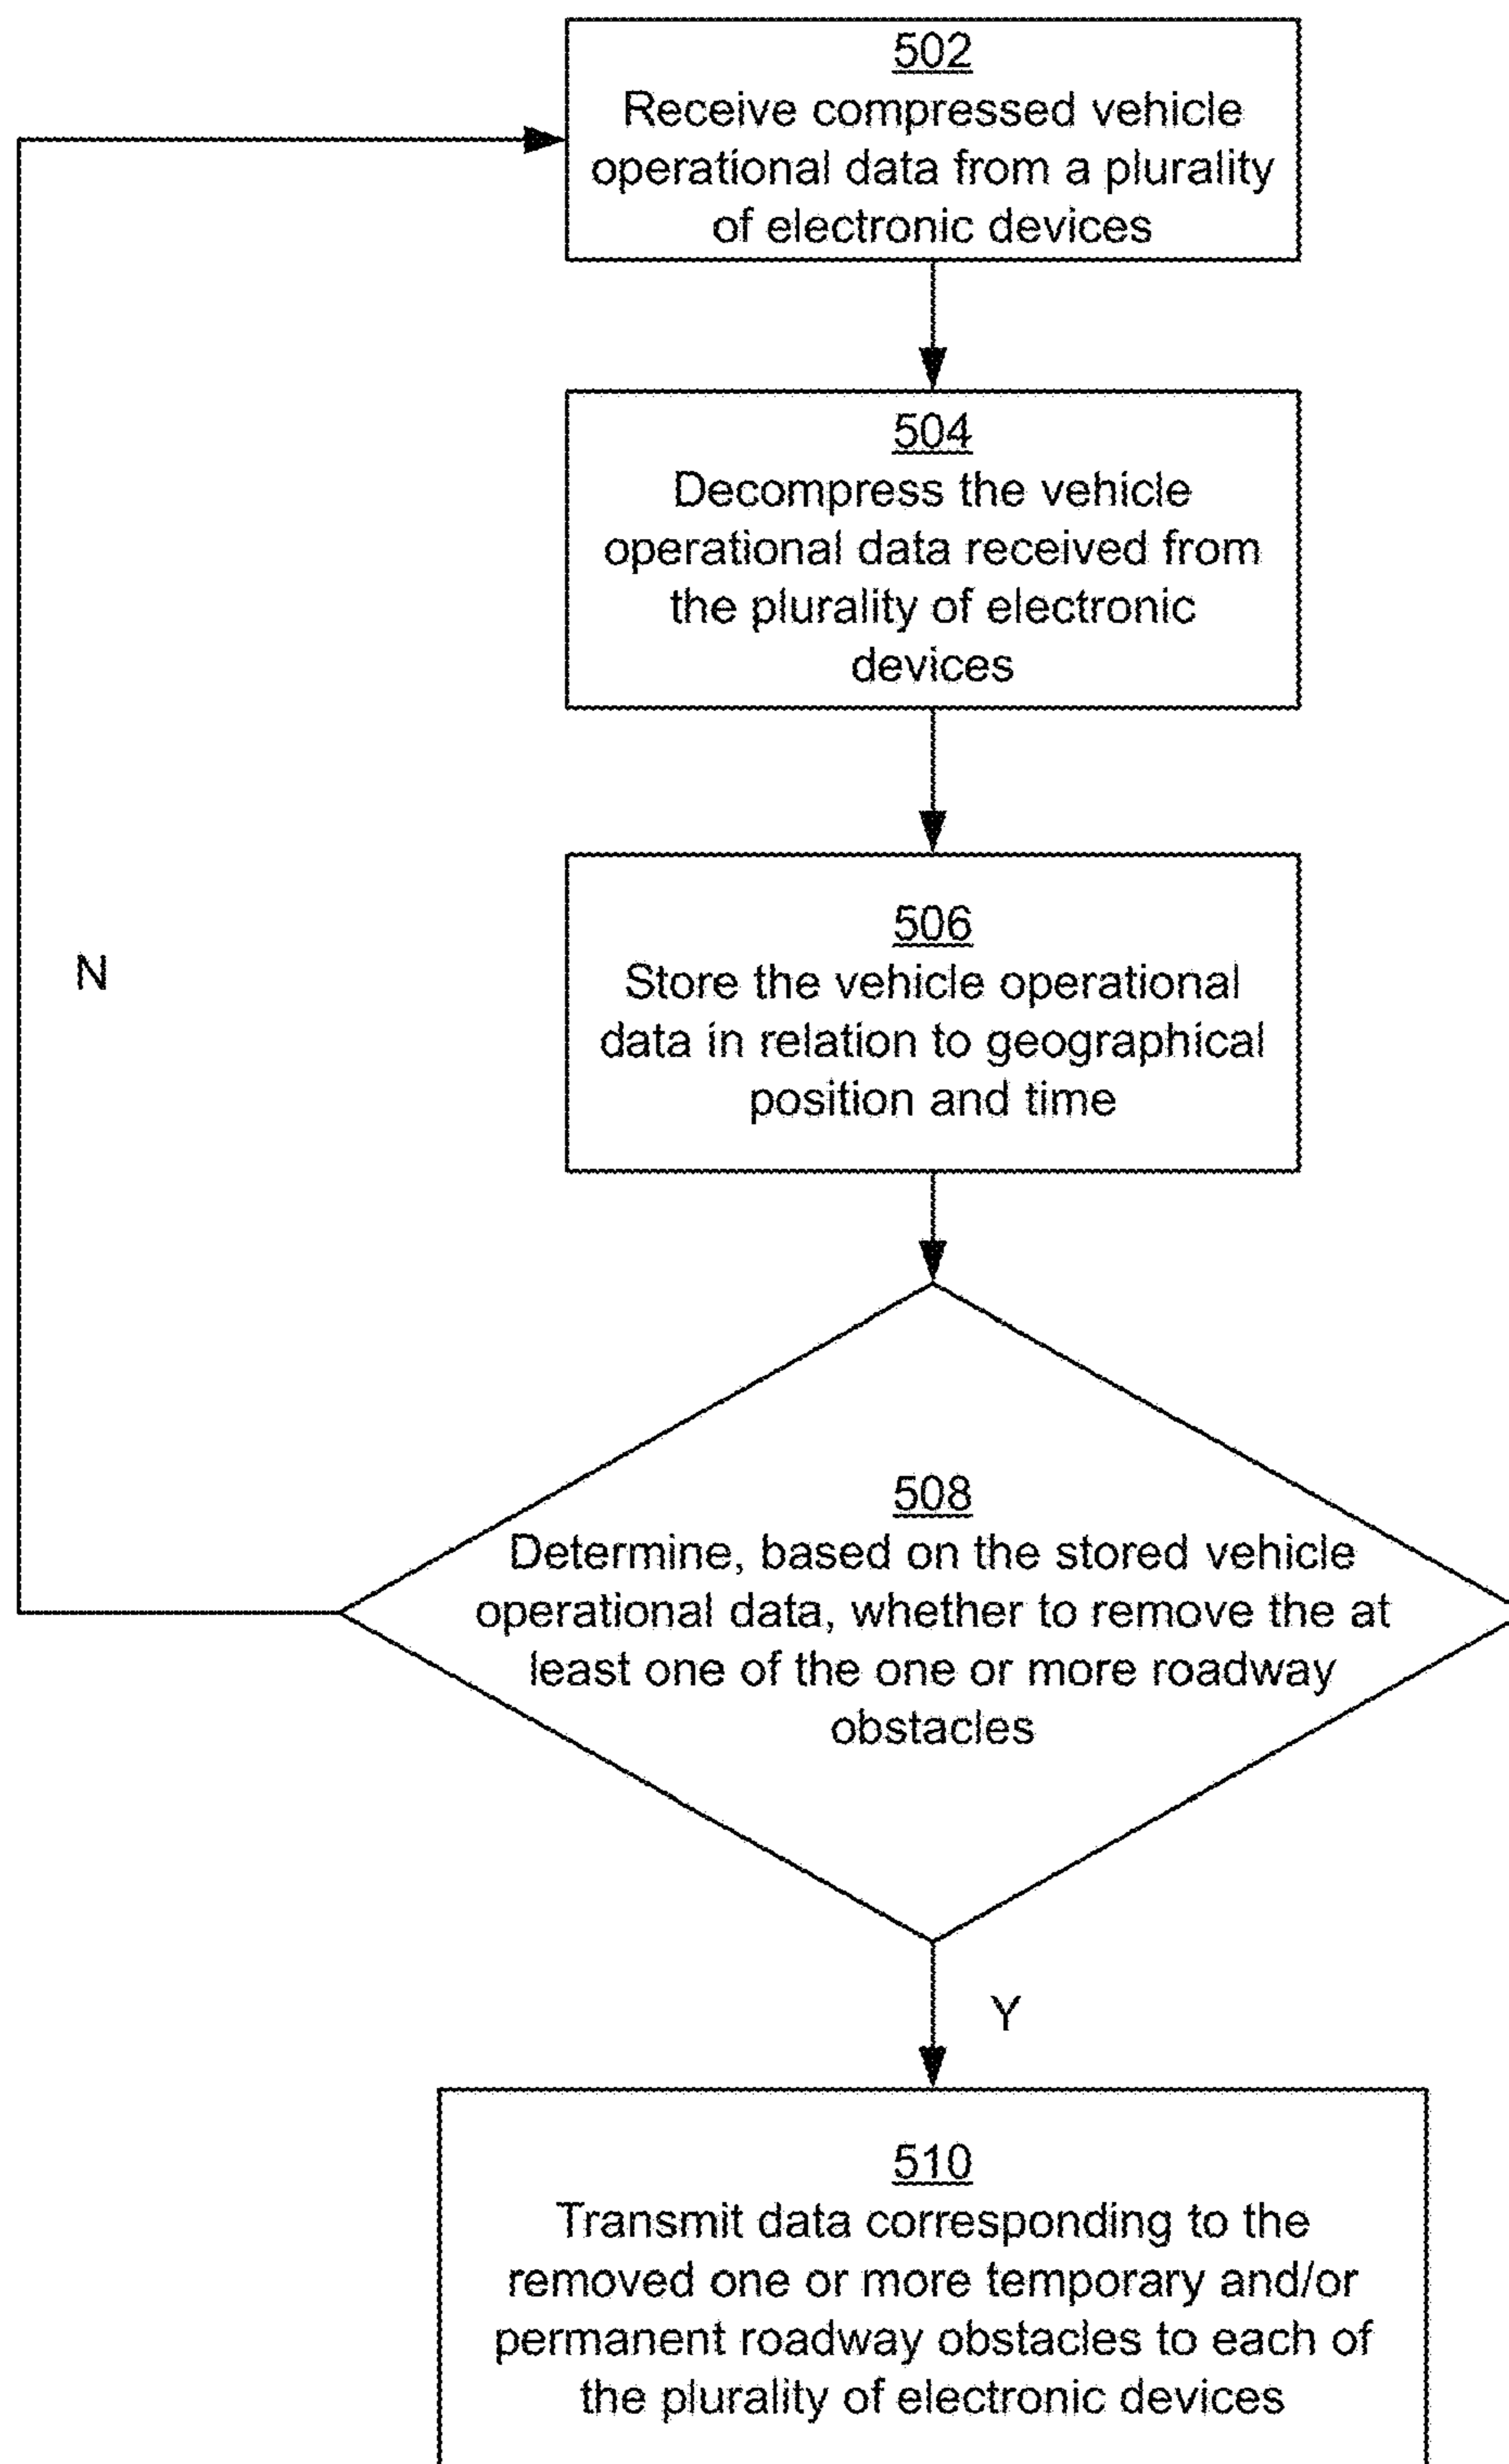 502
Receive compressed vehicle
operational data from a plurality
of electronic devices
504
Decompress the vehicle
operational data received from
the plurality of electronic
devices
506
Store the vehicle operational
data in relation to geographical
position and time
N
508
Determine, based on the stored vehicle
operational data, whether to remove the at
least one of the one or more roadway
obstacles
Y
510
Transmit data corresponding to the
removed one or more temporary and/or
permanent roadway obstacles to each of
the plurality of electronic devices